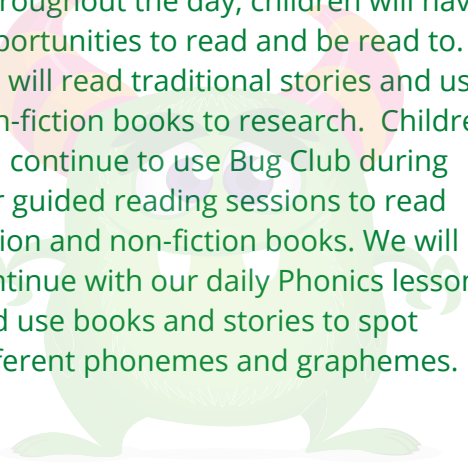 roughout the day, children will hav
portunities to read and be read to.
will read traditional stories and us
n-fiction books to research. Childre
continue to use Bug Club during
r guided reading sessions to read
ion and non-fiction books. We will
ntinue with our daily Phonics lesson
d use books and stories to spot
ferent phonemes and graphemes.